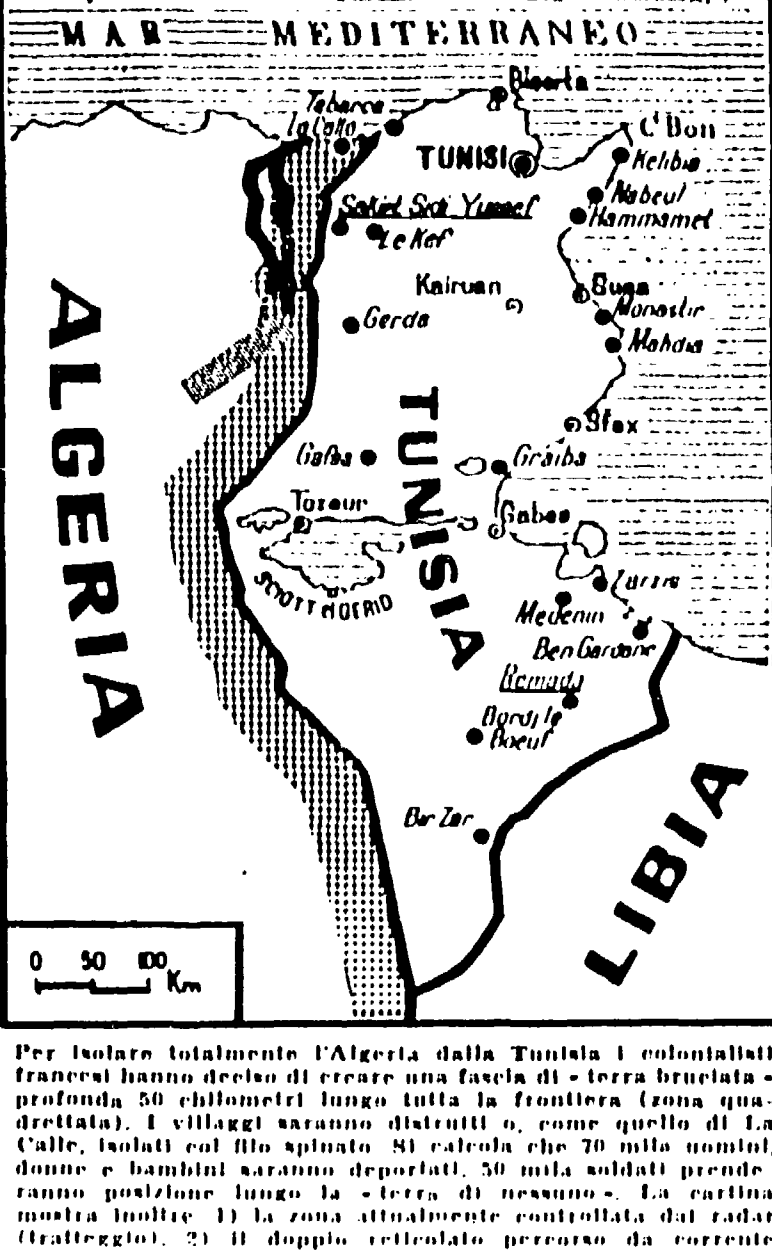 MAR MEDITERRANEO
Biserta
Tabarca
La Calle
C. Bon
TUNISI
Kelibia
Nabeul
Hammamet
Sakiet Sidi Yussef
Le Kef
Kairuan
Susa
Monastir
Gerda
Mahdia
ALGERIA
TUNISIA
Sfax
Gafsa
Graiba
Tozeur
Gabes
SCIOTT el DERID
Zarzis
Medenin
Ben Gardane
Remada
Bordj le
Boeuf
LIBIA
Bir Zar
0 50 100
Km
Per isolare totalmente l'Algeria dalla Tunisia i colonialisti
francesi hanno deciso di creare una fascia di « terra bruciata »
profonda 50 chilometri lungo tutta la frontiera (zona qua-
drettata). I villaggi saranno distrutti o, come quello di La
Calle, isolati col filo spinato. Si calcola che 70 mila uomini,
donne e bambini saranno deportati. 50 mila soldati prende-
ranno posizione lungo la « terra di nessuno ». La cartina
mostra inoltre 1) la zona attualmente controllata dal radar
(tratteggio), 2) il doppio reticolato percorso da corrente